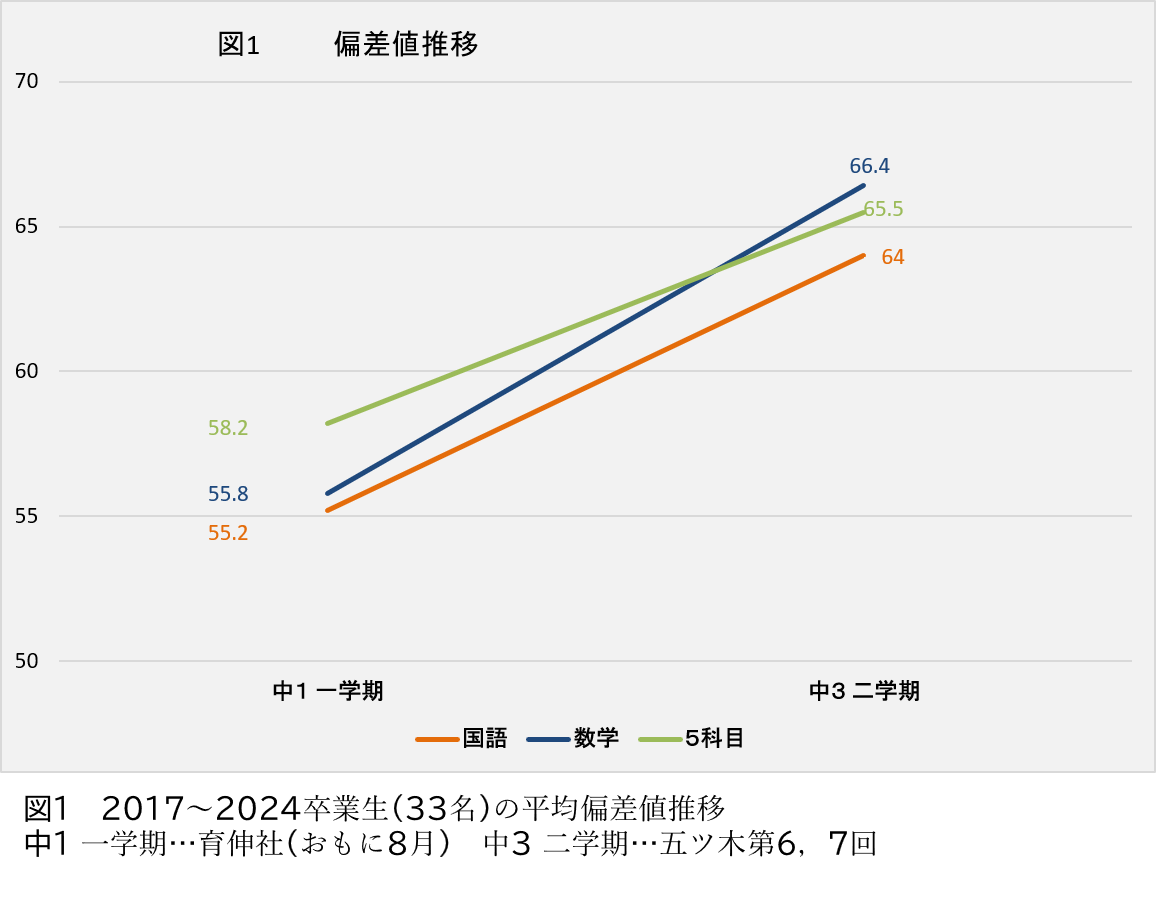 図1 偏差値推移
70
66.4
65.5
65
64
60
58.2
55.8
55
55.2
50
中1 一学期 中3 二学期
国語 数学 5科目
図1 2017～2024卒業生(33名)の平均偏差値推移
中1 一学期…育伸社(おもに8月) 中3 二学期…五ツ木第6，7回